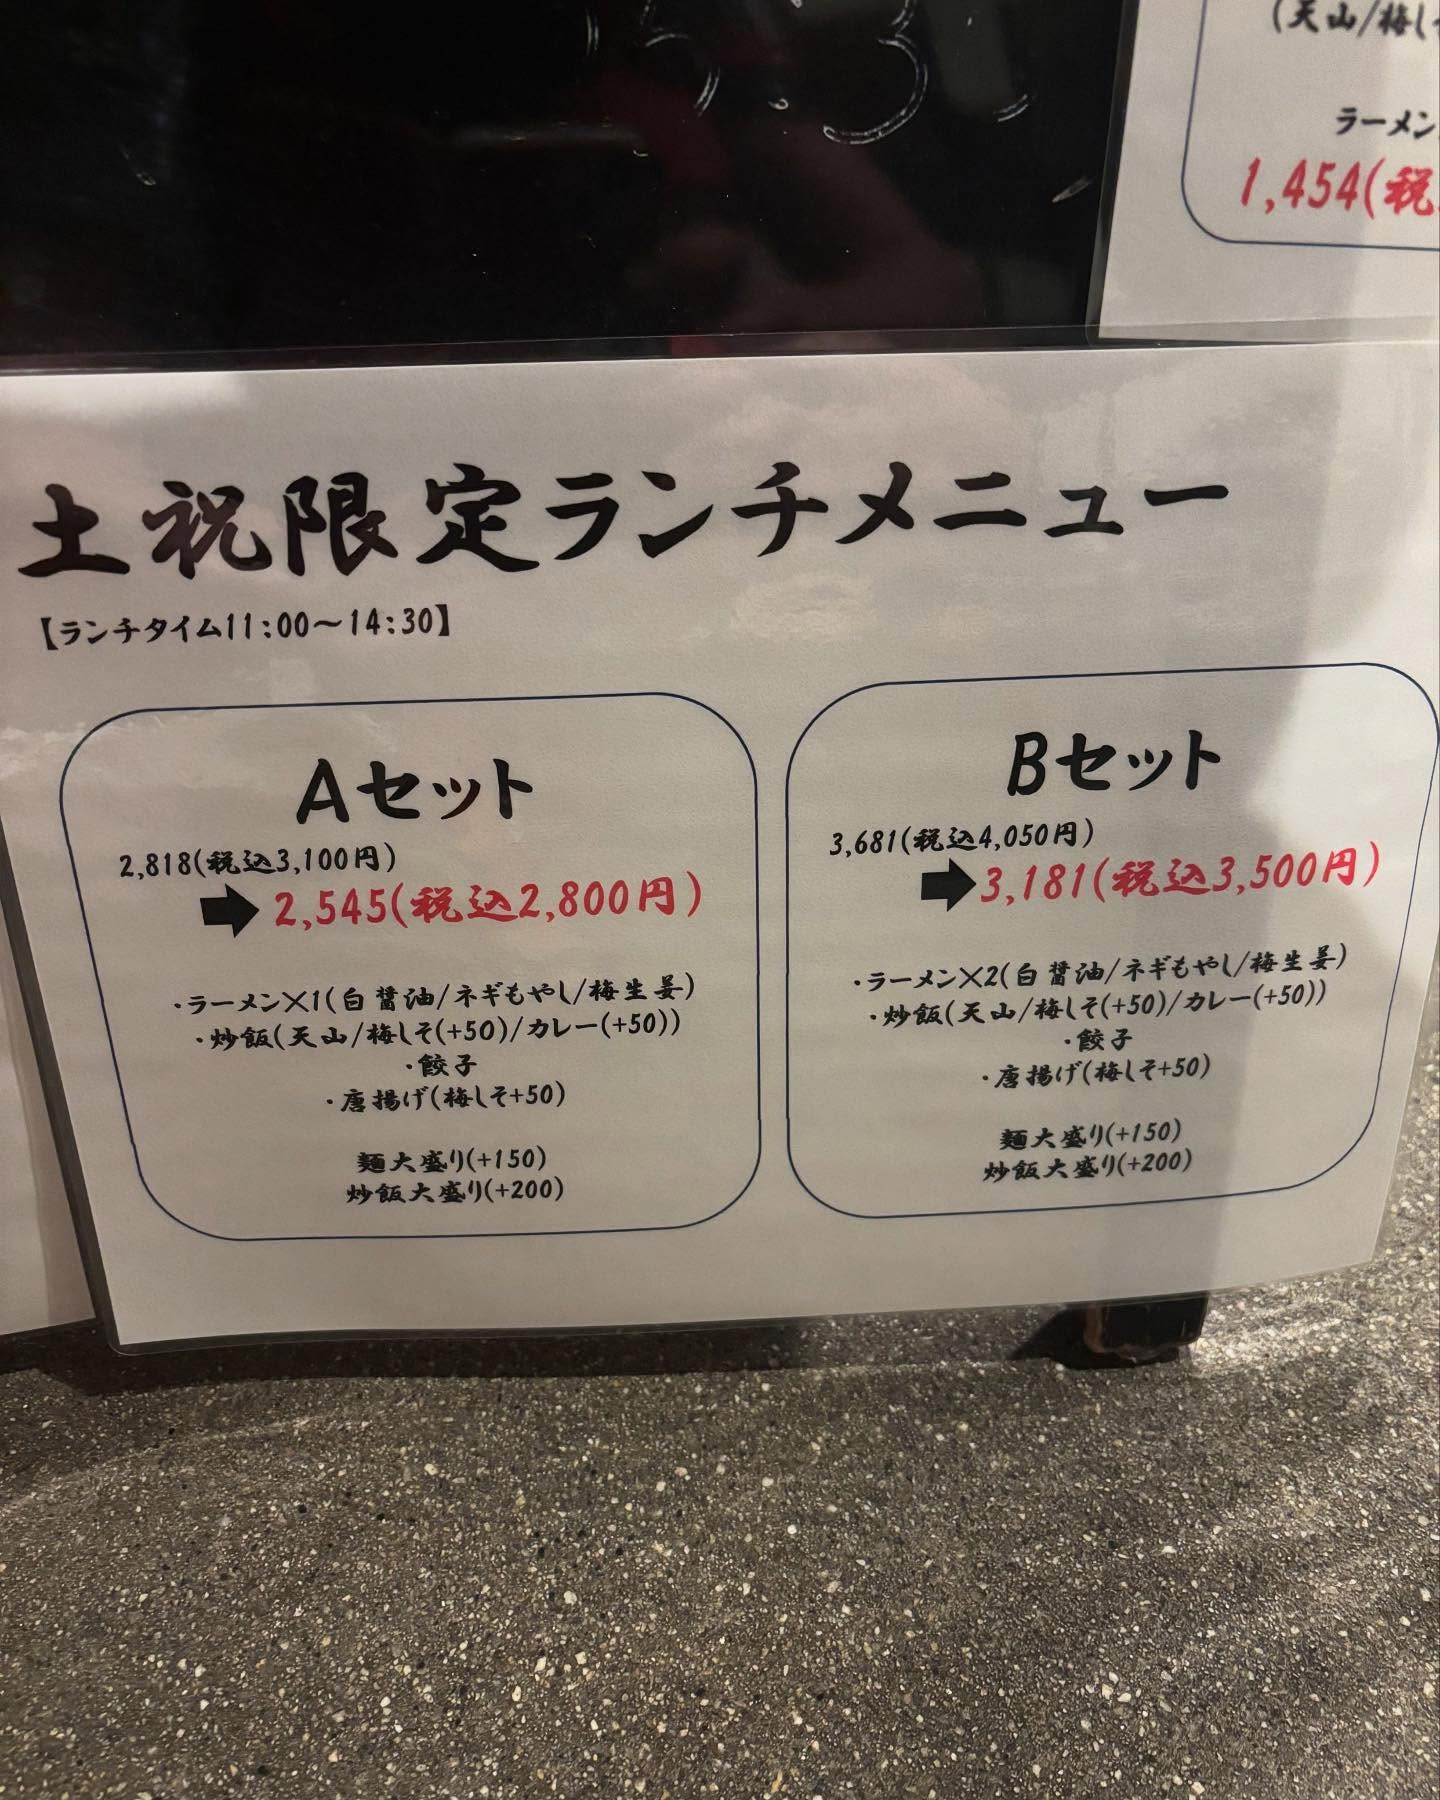 (天山/梅し
ラーメン
1,454(税
土祝限定ランチメニュー
【ランチタイム11:00〜14:30】
Aセット
2,818(税込3,100円)
➡2,545(税込2,800円)
・ラーメン×1(白醤油/ネギもやし/梅生姜)
・炒飯(天山/梅しそ(+50)/カレー(+50))
・餃子
・唐揚げ(梅しそ+50)
麺大盛り(+150)
炒飯大盛り(+200)
Bセット
3,681(税込4,050円)
➡3,181(税込3,500円)
・ラーメン×2(白醤油/ネギもやし/梅生姜)
・炒飯(天山/梅しそ(+50)/カレー(+50))
・餃子
・唐揚げ(梅しそ+50)
麺大盛り(+150)
炒飯大盛り(+200)